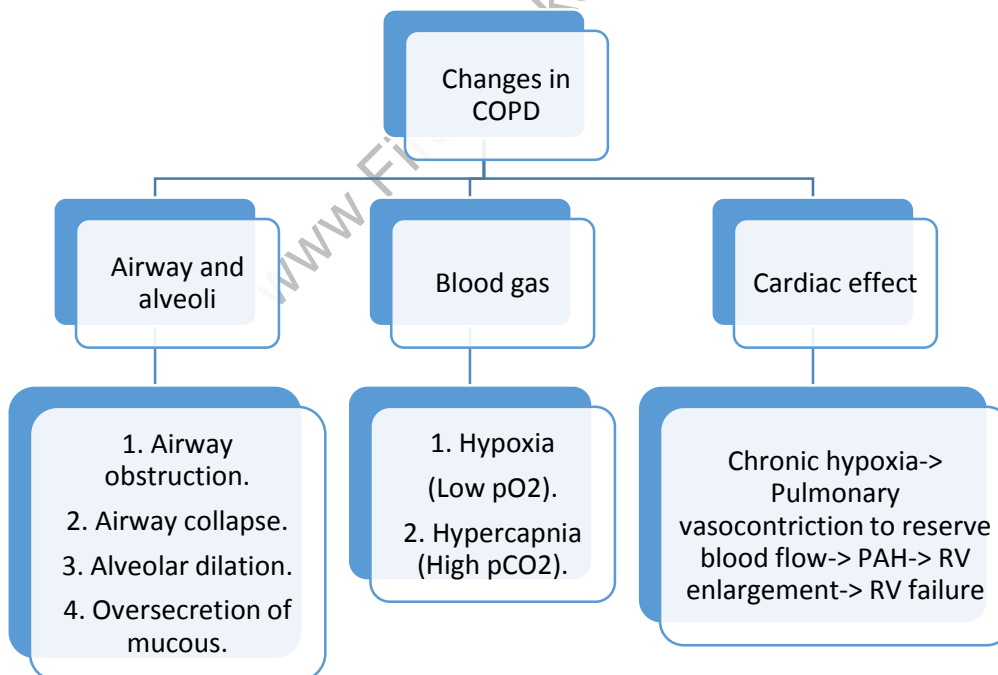 Changes in
COPD
Airway and
alveoli
Blood gas
Cardiac effect
1. Airway
obstruction.
2. Airway collapse.
3. Alveolar dilation.
4. Oversecretion of
mucous.
1. Hypoxia
(Low pO2).
2. Hypercapnia
(High pCO2).
Chronic hypoxia->
Pulmonary
vasocontriction to reserve
blood flow-> PAH-> RV
enlargement-> RV failure